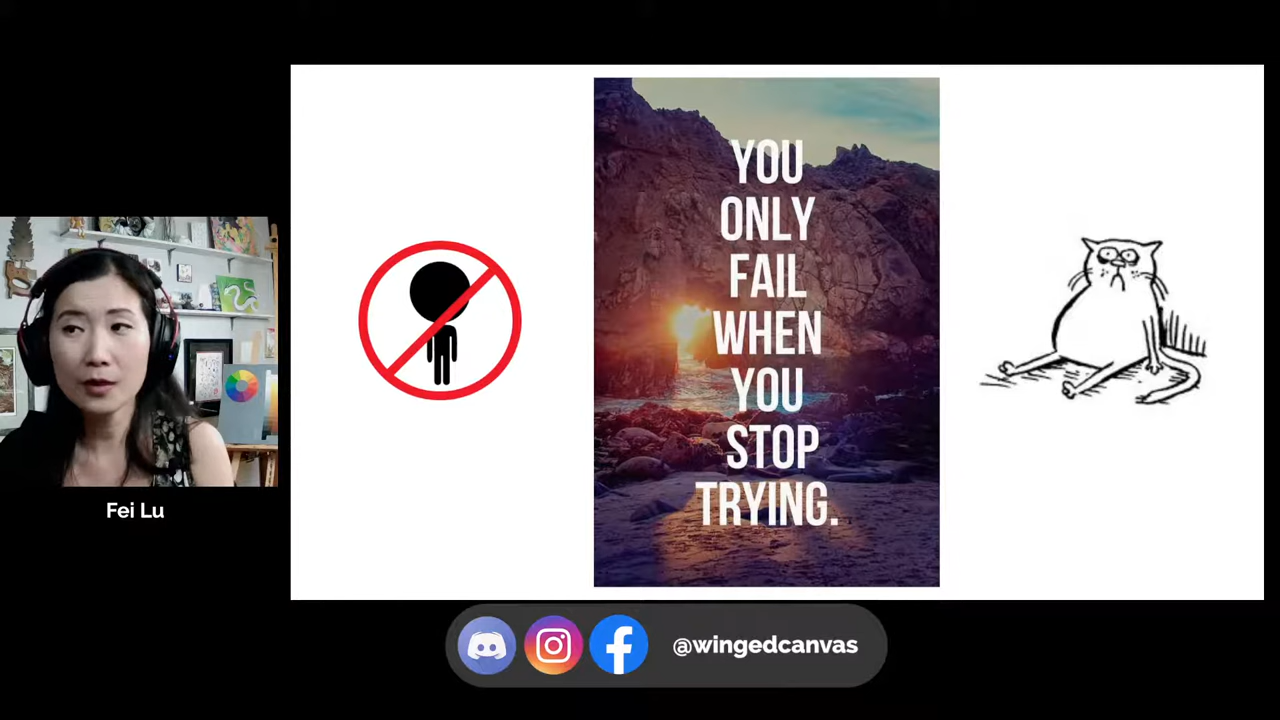 YOU
ONLY
FAIL
WHEN
YOU
STOP
TRYING.
Fei Lu
@wingedcanvas